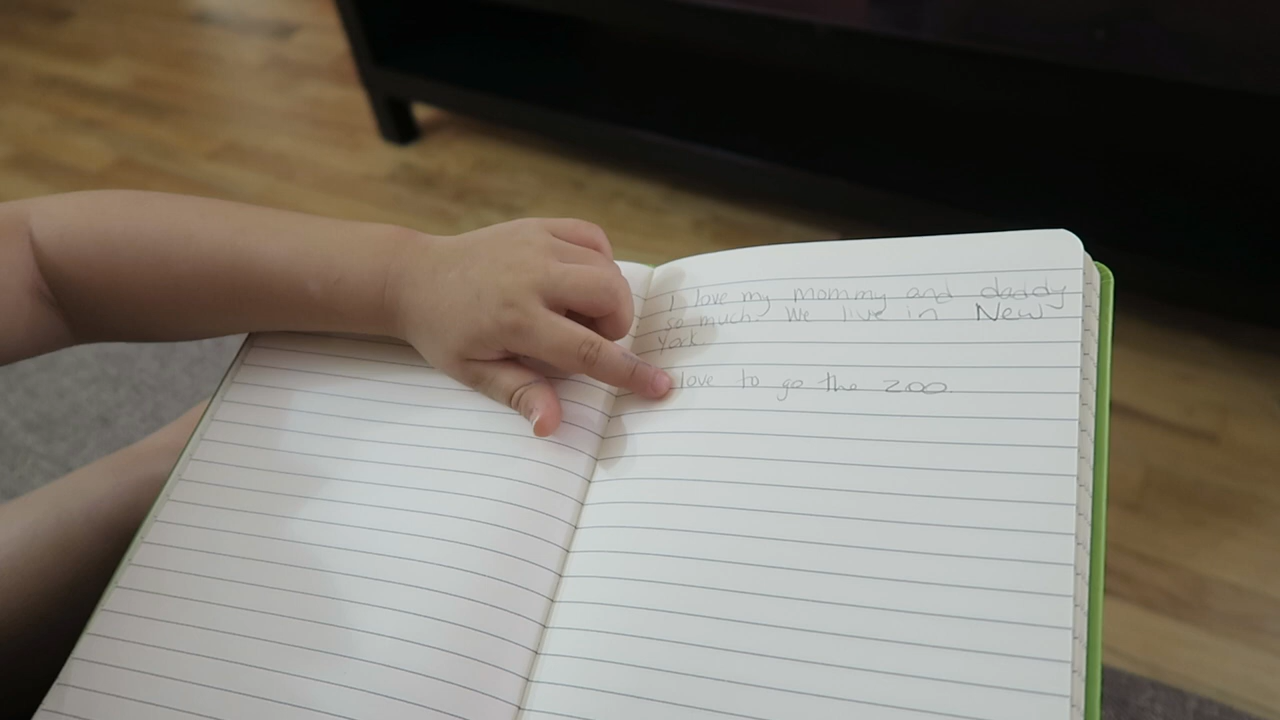 I love my mommy and daddy
so much. We live in New
York.
love to go the zoo